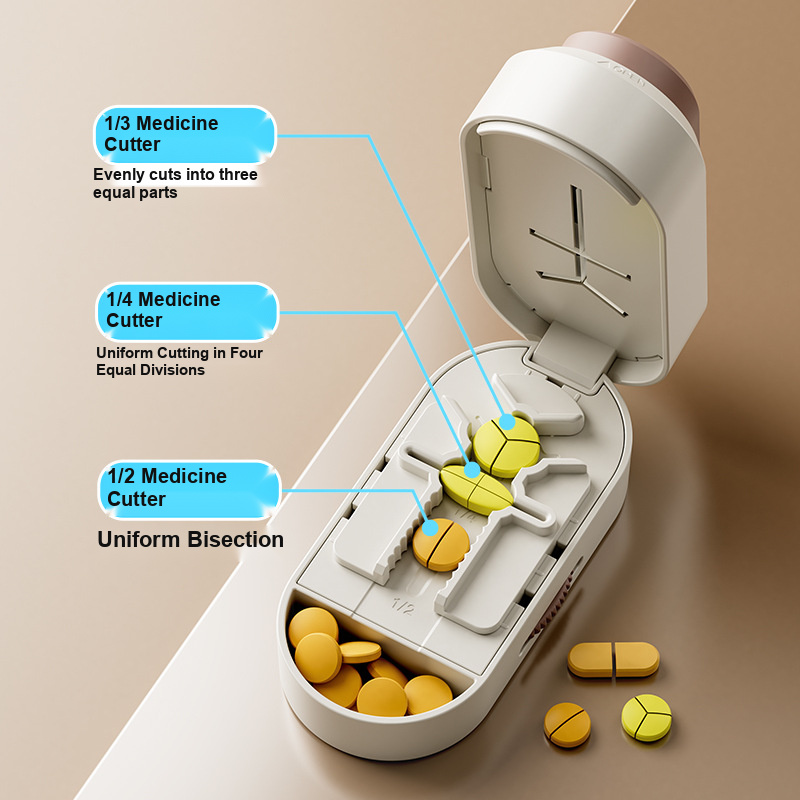 1/3 Medicine
Cutter
Evenly cuts into three
equal parts
1/4 Medicine
Cutter
Uniform Cutting in Four
Equal Divisions
1/2 Medicine
Cutter
Uniform Bisection
1/4
1/2